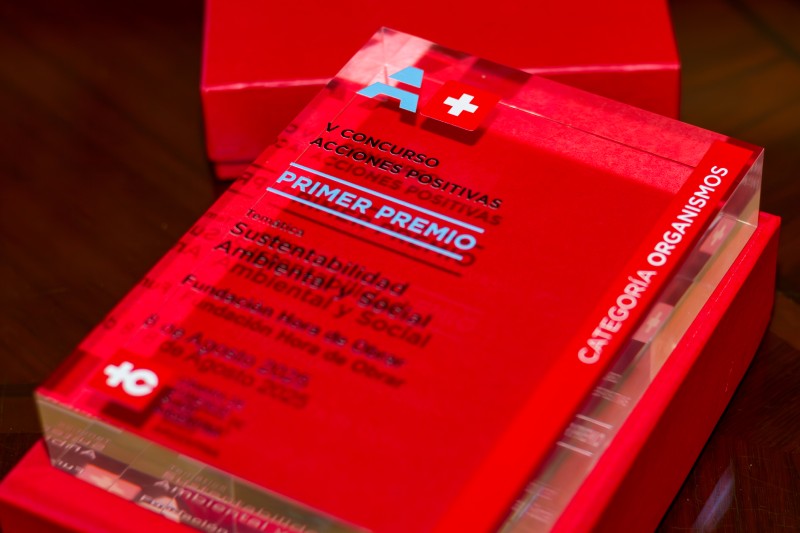 V CONCURSO
ACCIONES POSITIVAS
PRIMER PREMIO
Temática
Sustentabilidad
Ambiental y Social
Fundación Hora de Obrar
8 de Agosto 2025
CATEGORÍA ORGANISMOS